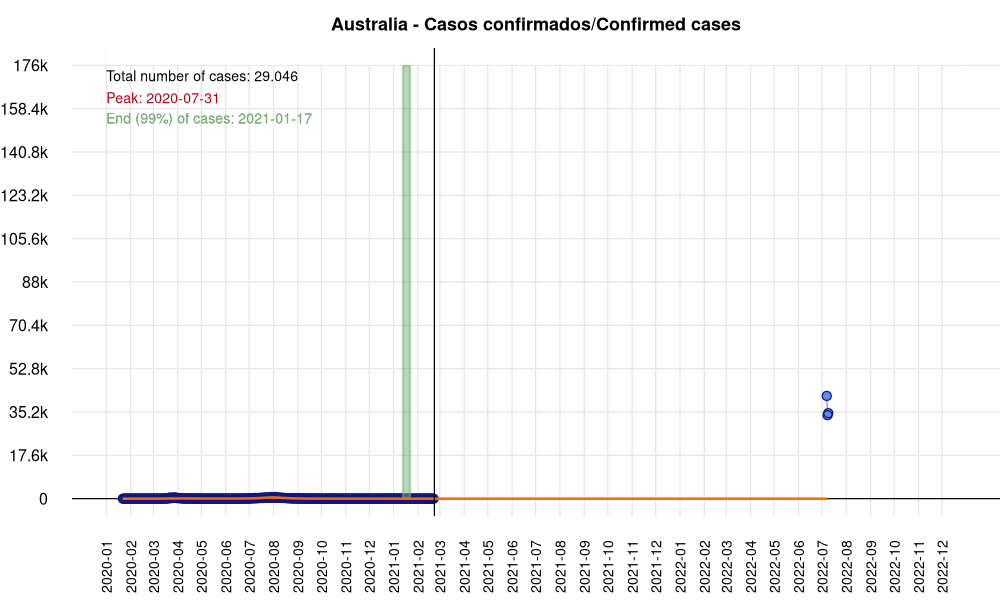 Australia - Casos confirmados/Confirmed cases
176k
Total number of cases: 29.046
Peak: 2020-07-31
158.4k
End (99%) of cases: 2021-01-17
140.8k
123.2k
105.6k
88k
70.4k
52.8k
35.2k
17.6k
0
2020-01
2020-02
2020-03
2020-04
2020-05
2020-06
2020-07
2020-08
2020-09
2020-10
2020-11
2020-12
2021-01
2021-02
2021-03
2021-04
2021-05
2021-06
2021-07
2021-08
2021-09
2021-10
2021-11
2021-12
2022-01
2022-02
2022-03
2022-04
2022-05
2022-06
2022-07
2022-08
2022-09
2022-10
2022-11
2022-12